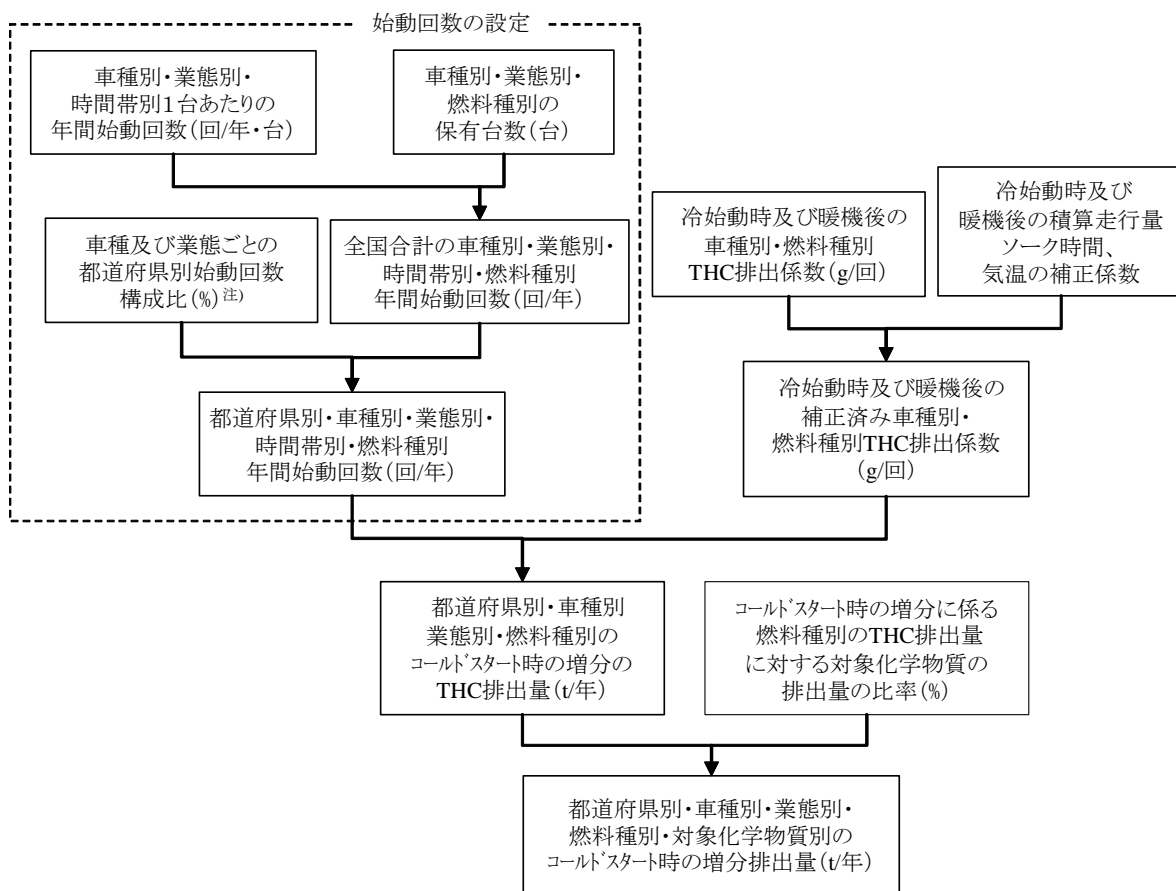 始動回数の設定
車種別・業態別・
時間帯別1台あたりの
年間始動回数(回/年・台)
車種別・業態別・
燃料種別の
保有台数(台)
車種及び業態ごとの
都道府県別始動回数
構成比(%)注)
全国合計の車種別・業態別・
時間帯別・燃料種別
年間始動回数(回/年)
冷始動時及び暖機後の
車種別・燃料種別
THC排出係数(g/回)
冷始動時及び
暖機後の積算走行量
ソーク時間、
気温の補正係数
都道府県別・車種別・業態別・
時間帯別・燃料種別
年間始動回数(回/年)
冷始動時及び暖機後の
補正済み車種別・
燃料種別THC排出係数
(g/回)
都道府県別・車種別
業態別・燃料種別の
コールドスタート時の増分の
THC排出量(t/年)
コールドスタート時の増分に係る
燃料種別のTHC排出量
に対する対象化学物質の
排出量の比率(%)
都道府県別・車種別・業態別・
燃料種別・対象化学物質別の
コールドスタート時の増分排出量(t/年)